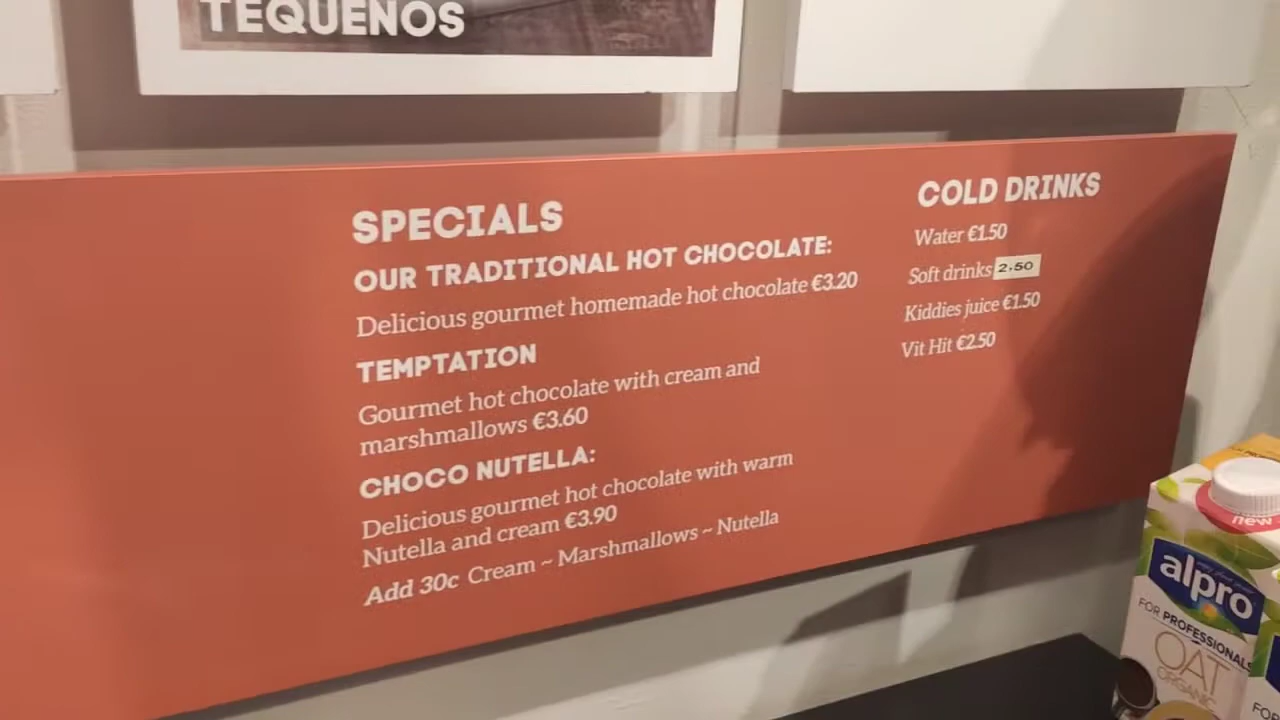 TEQUEÑOS
SPECIALS
OUR TRADITIONAL HOT CHOCOLATE:
Delicious gourmet homemade hot chocolate €3.20
TEMPTATION
Gourmet hot chocolate with cream and
marshmallows €3.60
CHOCO NUTELLA:
Delicious gourmet hot chocolate with warm
Nutella and cream €3.90
Add 30c Cream ~ Marshmallows ~ Nutella
COLD DRINKS
Water €1.50
Soft drinks 2.50
Kiddies juice €1.50
Vit Hit €2.50
new
alpro
FOR PROFESSIONALS
OAT
ORGANIC
FOR